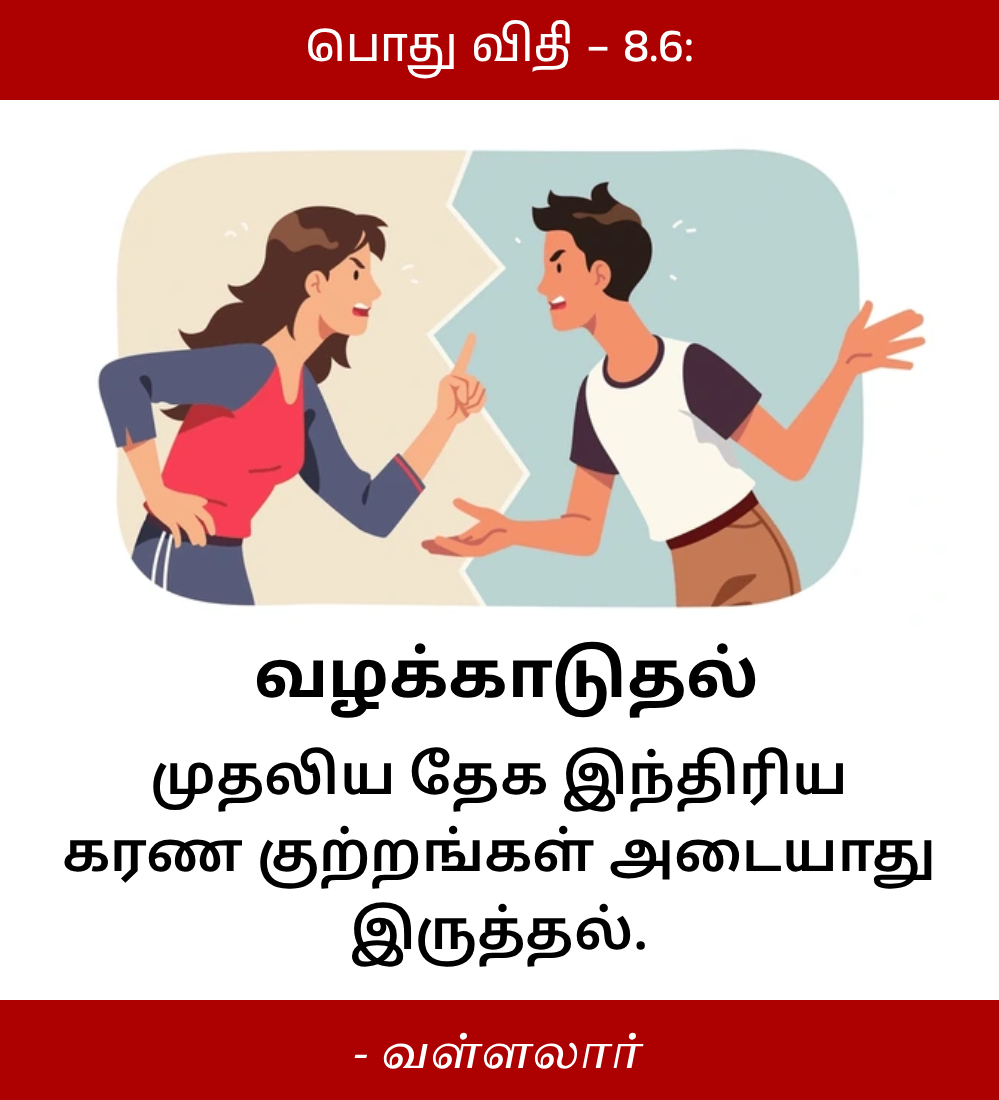 பொது விதி – 8.6:
வழக்காடுதல்
முதலிய தேக இந்திரிய
கரண குற்றங்கள் அடையாது
இருத்தல்.
- வள்ளலார்